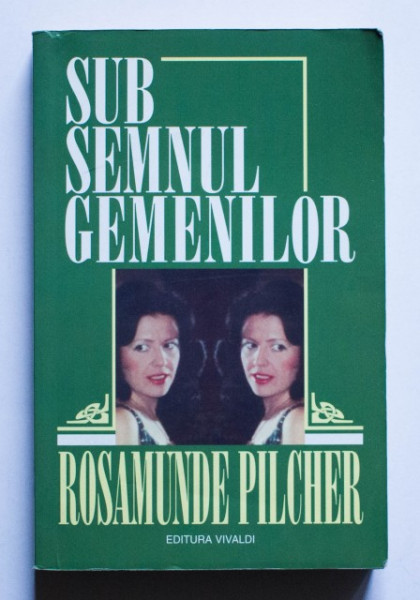 SUB
SEMNUL
GEMENILOR
ROSAMUNDE PILCHER
EDITURA VIVALDI